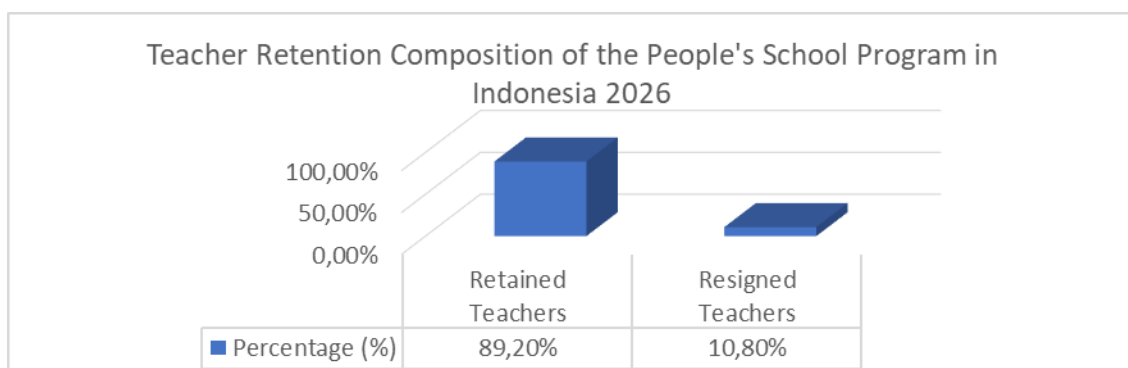 Teacher Retention Composition of the People's School Program in
Indonesia 2026
100,00%
50,00%
0,00%
Retained
Teachers
Resigned
Teachers
Percentage (%) 89,20% 10,80%